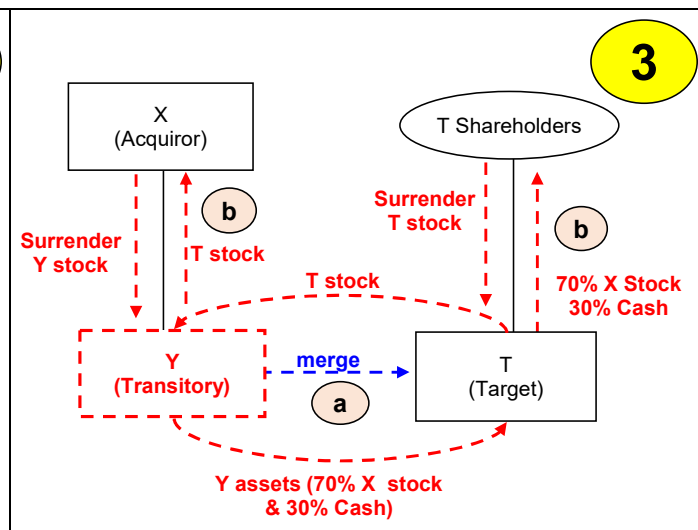 3
X
(Acquiror)
T Shareholders
b
Surrender
Y stock
T stock
Surrender
T stock
b
70% X Stock
30% Cash
T stock
Y
(Transitory)
merge
a
T
(Target)
Y assets (70% X stock
& 30% Cash)